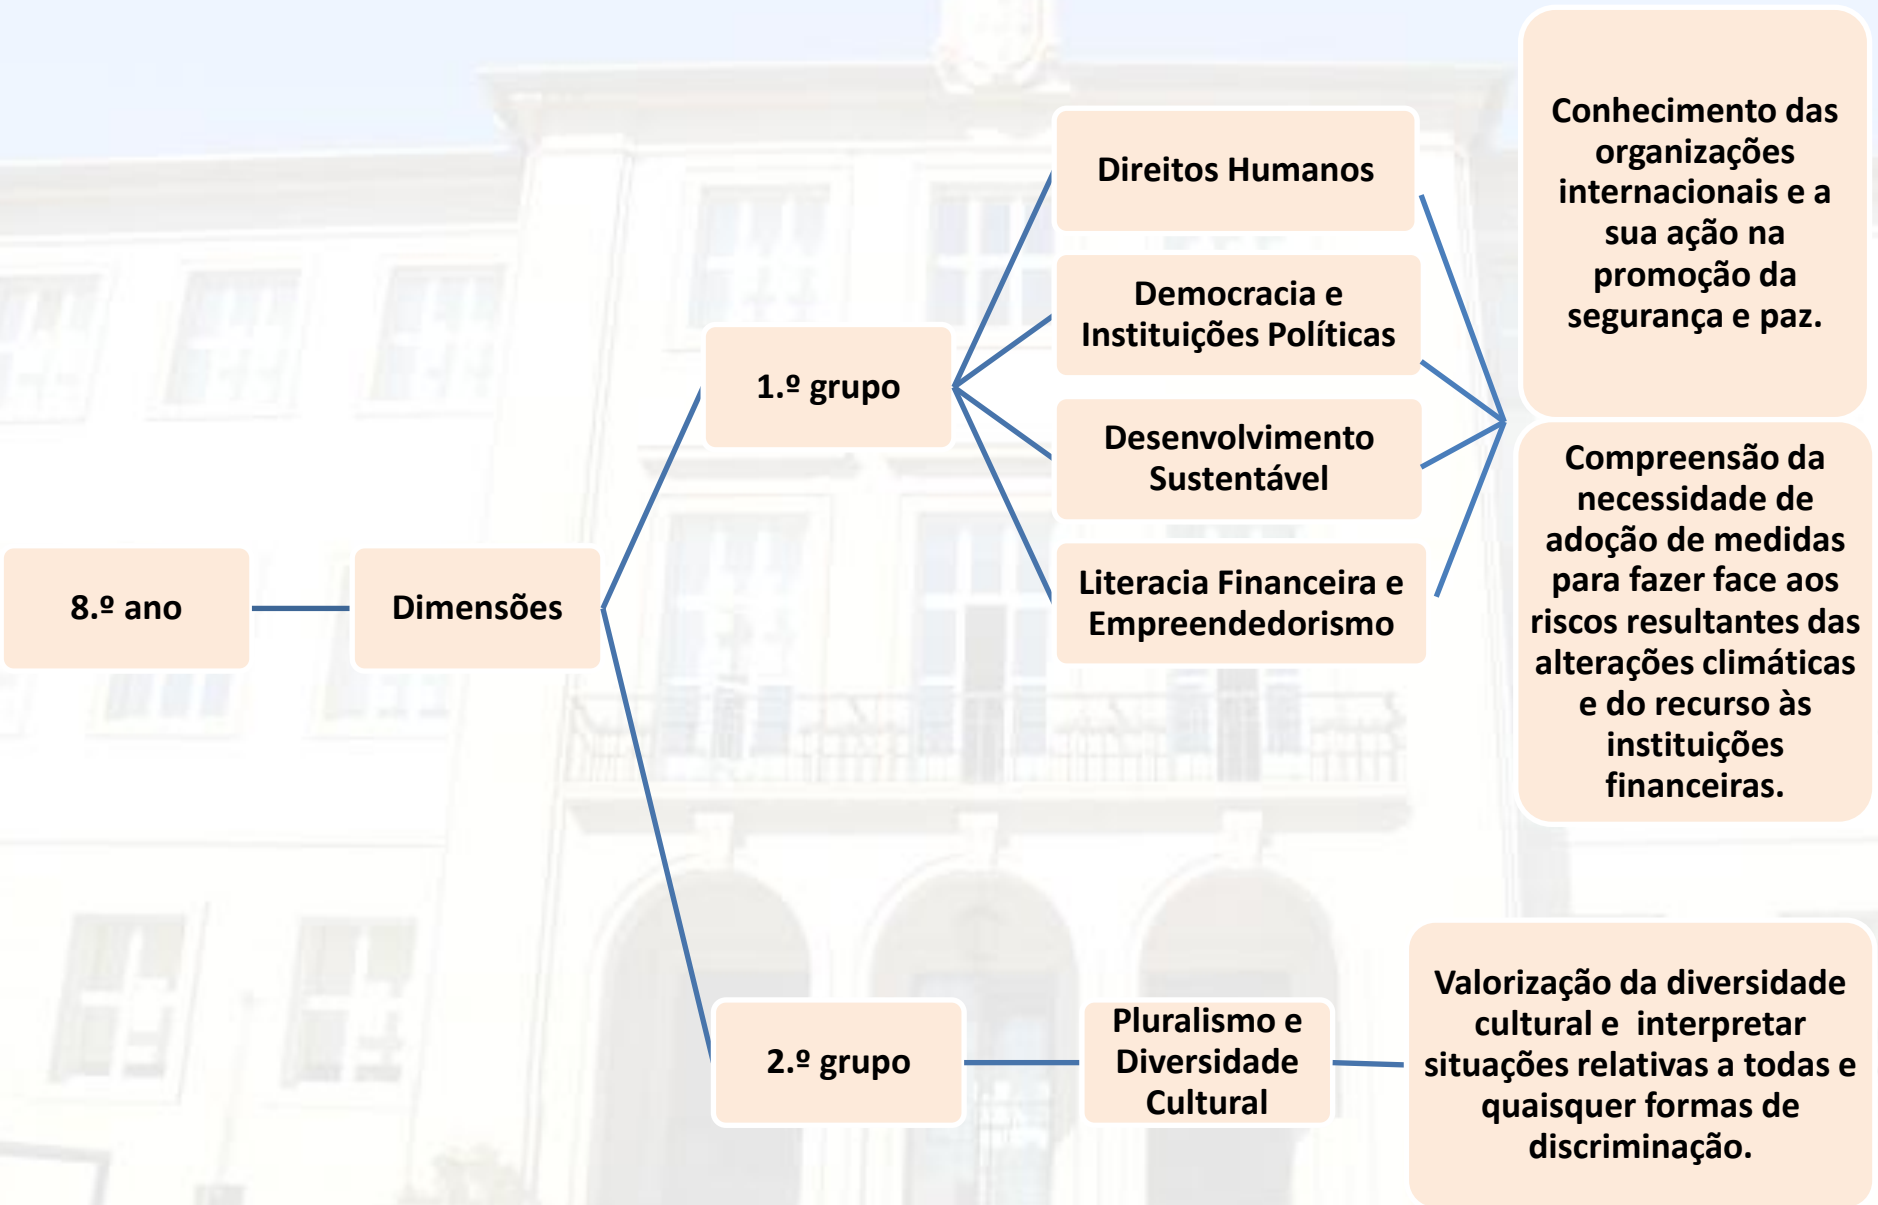 8.º ano
Dimensões
1.º grupo
Direitos Humanos
Democracia e
Instituições Políticas
Desenvolvimento
Sustentável
Literacia Financeira e
Empreendedorismo
Conhecimento das
organizações
internacionais e a
sua ação na
promoção da
segurança e paz.
Compreensão da
necessidade de
adoção de medidas
para fazer face aos
riscos resultantes das
alterações climáticas
e do recurso às
instituições
financeiras.
2.º grupo
Pluralismo e
Diversidade
Cultural
Valorização da diversidade
cultural e  interpretar
situações relativas a todas e
quaisquer formas de
discriminação.